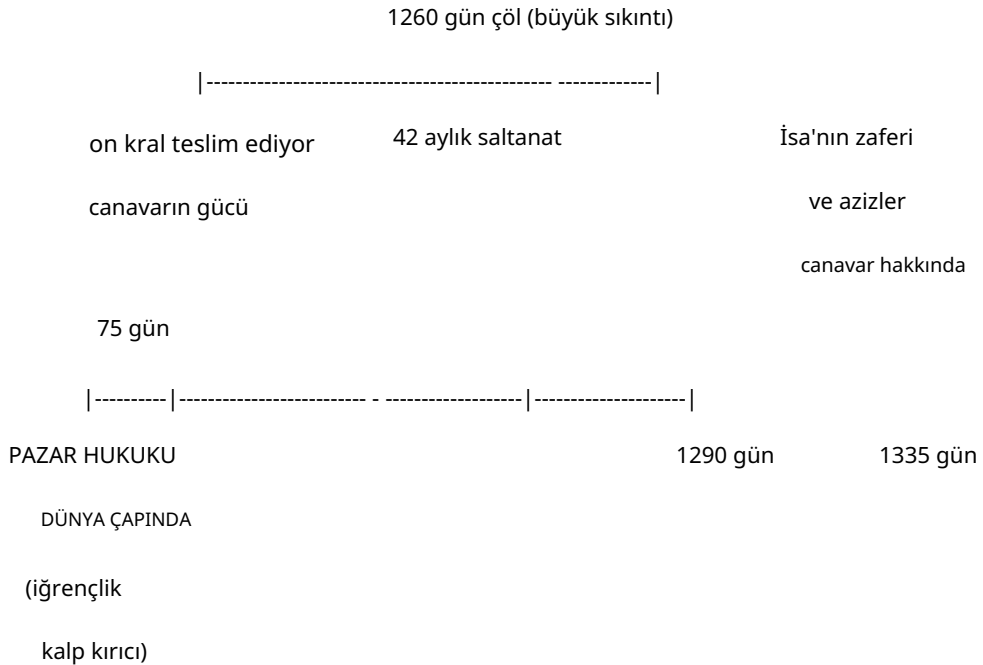 1260 gün çöl (büyük sıkıntı)
|------------------------------------------------ -------------|
on kral teslim ediyor 42 aylık saltanat İsa'nın zaferi
canavarın gücü ve azizler
canavar hakkında
75 gün
|----------|-------------------------- - -------------------|---------------------|
PAZAR HUKUKU 1290 gün 1335 gün
DÜNYA ÇAPINDA
(iğrençlik
kalp kırıcı)